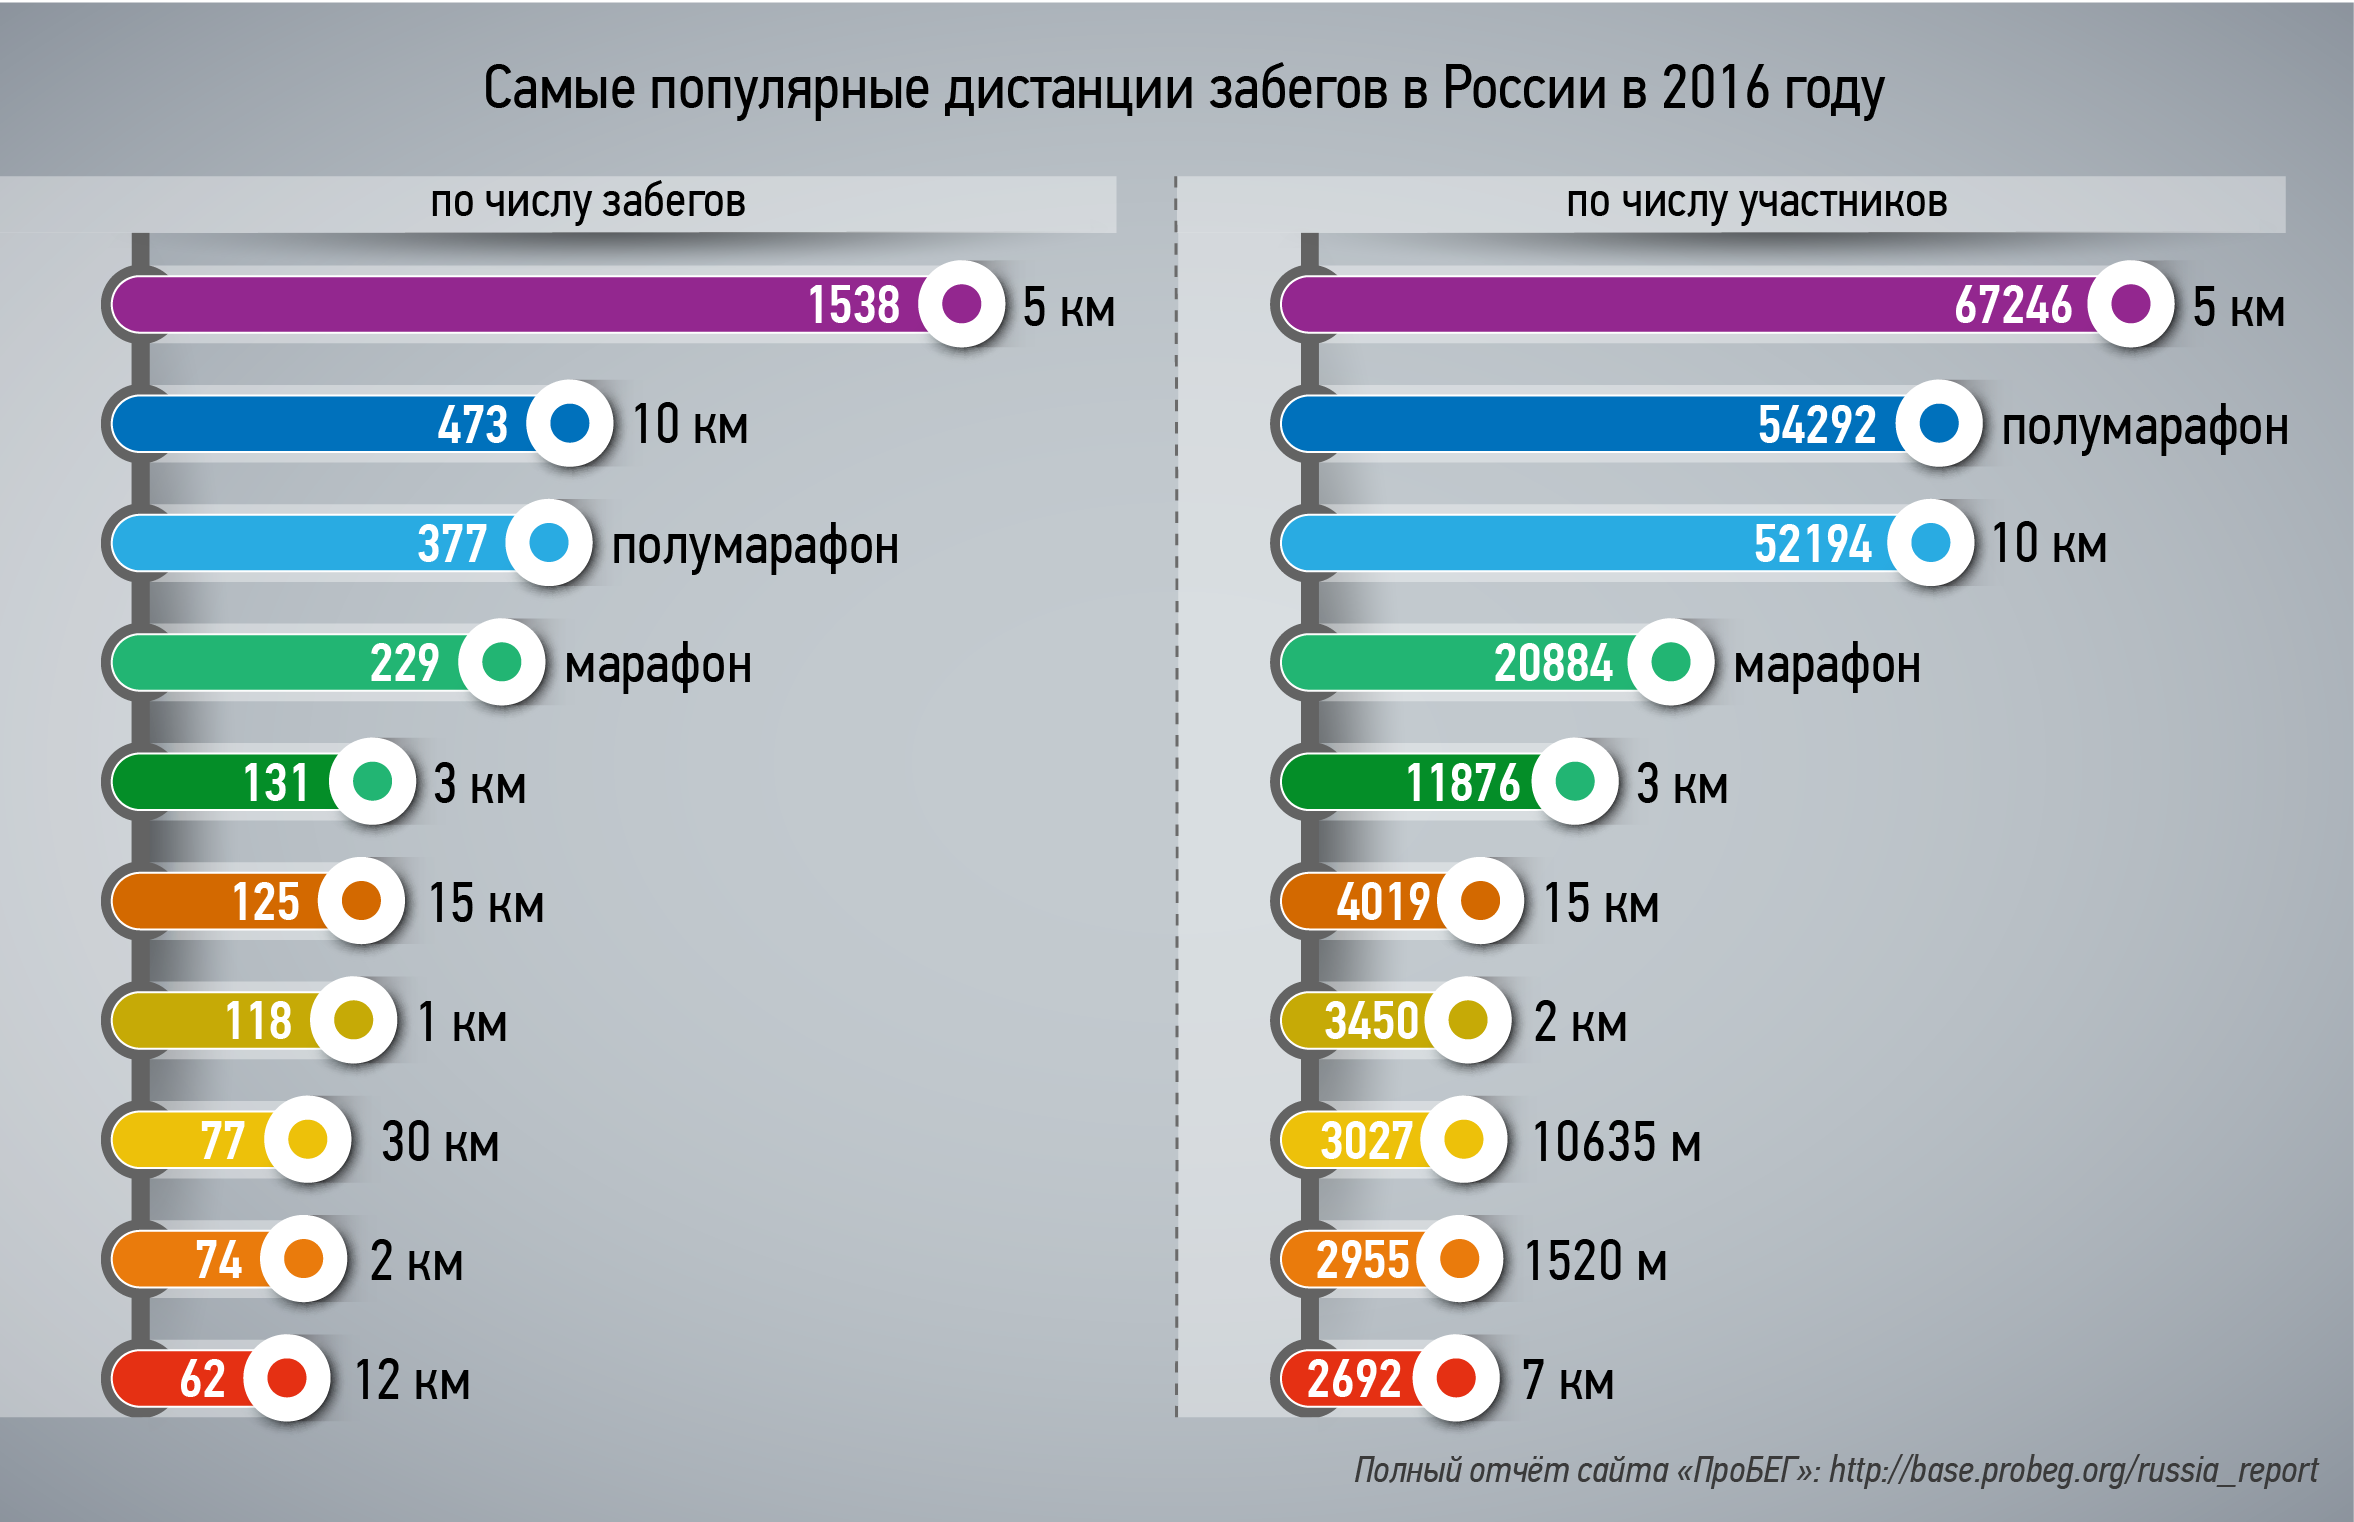 Самые популярные дистанции забегов в России в 2016 году
по числу забегов
1538 5 км
473 10 км
377 полумарафон
229 марафон
131 3 км
125 15 км
118 1 км
77 30 км
74 2 км
62 12 км
по числу участников
67246 5 км
54292 полумарафон
52194 10 км
20884 марафон
11876 3 км
4019 15 км
3450 2 км
3027 10635 м
2955 1520 м
2692 7 км
Полный отчёт сайта «ПроБЕГ»: http://base.probeg.org/russia_report